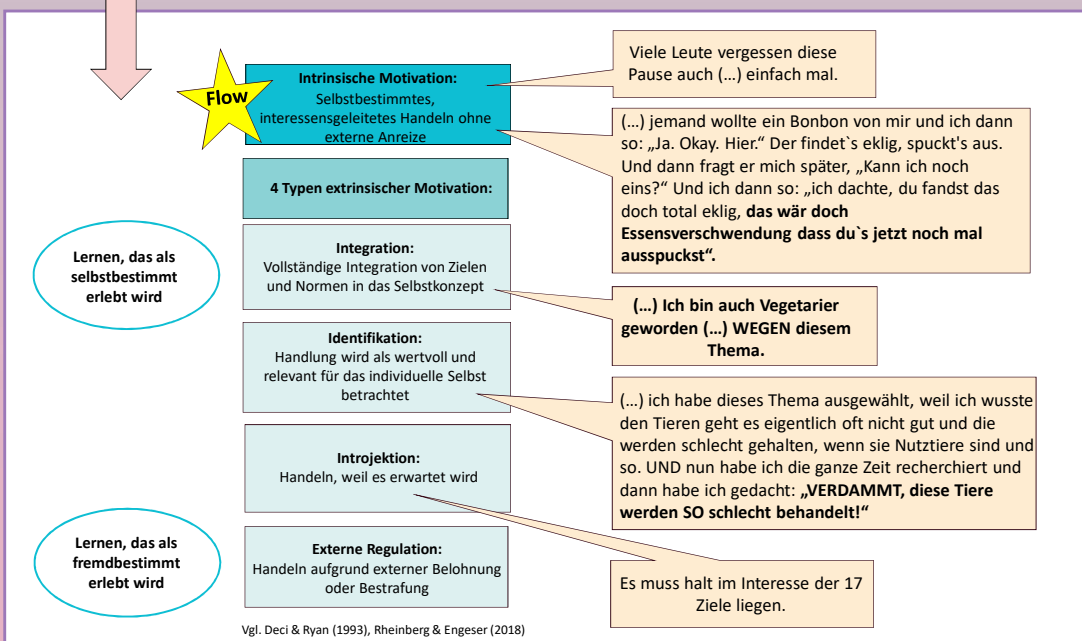 Flow
Intrinsische Motivation:
Selbstbestimmtes,
interessensgeleitetes Handeln ohne
externe Anreize
Viele Leute vergessen diese
Pause auch (…) einfach mal.
(…) jemand wollte ein Bonbon von mir und ich dann
so: „Ja. Okay. Hier.“ Der findet`s eklig, spuckt's aus.
Und dann fragt er mich später, „Kann ich noch
eins?“ Und ich dann so: „ich dachte, du fandst das
doch total eklig, das wär doch
Essensverschwendung dass du`s jetzt noch mal
ausspuckst“.
4 Typen extrinsischer Motivation:
Lernen, das als
selbstbestimmt
erlebt wird
Integration:
Vollständige Integration von Zielen
und Normen in das Selbstkonzept
(…) Ich bin auch Vegetarier
geworden (…) WEGEN diesem
Thema.
Identifikation:
Handlung wird als wertvoll und
relevant für das individuelle Selbst
betrachtet
(…) ich habe dieses Thema ausgewählt, weil ich wusste
den Tieren geht es eigentlich oft nicht gut und die
werden schlecht gehalten, wenn sie Nutztiere sind und
so. UND nun habe ich die ganze Zeit recherchiert und
dann habe ich gedacht: „VERDAMMT, diese Tiere
werden SO schlecht behandelt!“
Introjektion:
Handeln, weil es erwartet wird
Lernen, das als
fremdbestimmt
erlebt wird
Externe Regulation:
Handeln aufgrund externer Belohnung
oder Bestrafung
Es muss halt im Interesse der 17
Ziele liegen.
Vgl. Deci & Ryan (1993), Rheinberg & Engeser (2018)